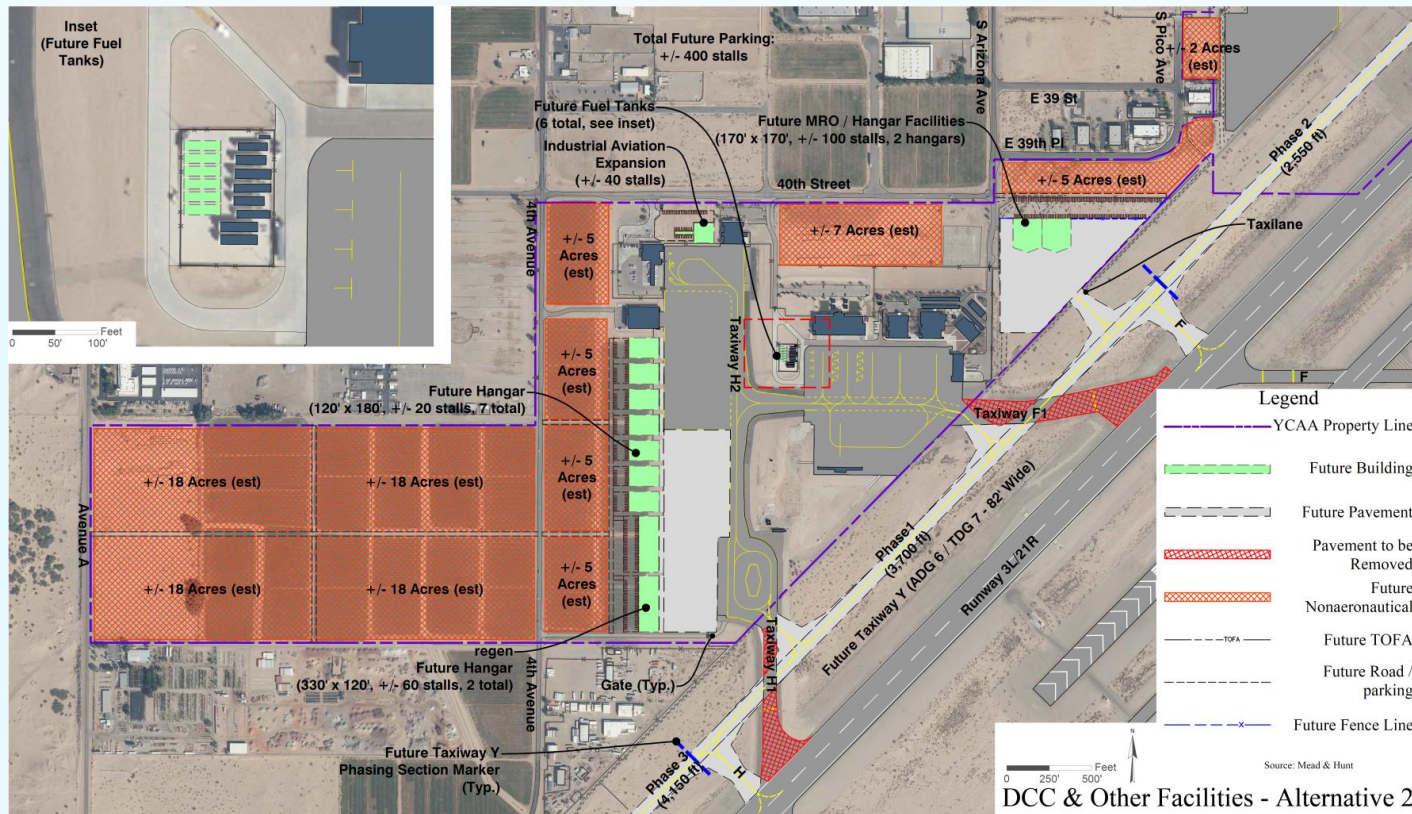 Inset
(Future Fuel
Tanks)
0 50' 100' Feet
Total Future Parking:
+/- 400 stalls
S Arizona Ave
S Pico Ave
+/- 2 Acres
(est)
Future Fuel Tanks
(6 total, see inset)
Future MRO / Hangar Facilities
(170' x 170', +/- 100 stalls, 2 hangars)
E 39 St
E 39th Pl
Phase 2
(2,550 ft)
Industrial Aviation
Expansion
(+/- 40 stalls)
40th Street
+/- 5 Acres (est)
4th Avenue
+/- 5
Acres
(est)
+/- 7 Acres (est)
Taxilane
Taxiway H2
F
F
+/- 5
Acres
(est)
Future Hangar
(120' x 180', +/- 20 stalls, 7 total)
Taxiway F1
+/- 18 Acres (est)
+/- 18 Acres (est)
+/- 5
Acres
(est)
Avenue A
Phase1
(3,700 ft)
Future Taxiway Y (ADG 6 / TDG 7 - 82' Wide)
Runway 3L/21R
+/- 18 Acres (est)
+/- 18 Acres (est)
+/- 5
Acres
(est)
regen
Future Hangar
(330' x 120', +/- 60 stalls, 2 total)
4th Avenue
Gate (Typ.)
Taxiway H1
Future Taxiway Y
Phasing Section Marker
(Typ.)
Phase 3
(4,150 ft)
H
Legend
YCAA Property Line
Future Building
Future Pavement
Pavement to be
Removed
Future
Nonaeronautical
TOFA
Future TOFA
Future Road /
parking
Future Fence Line
N
0 250' 500' Feet
Source: Mead & Hunt
DCC & Other Facilities - Alternative 2